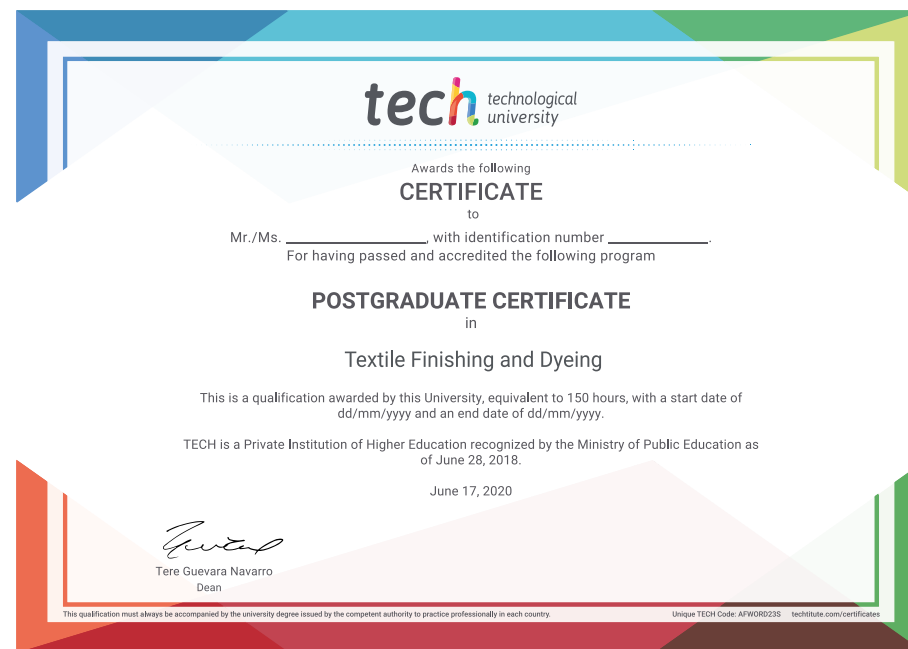 tech technological
university
Awards the following
CERTIFICATE
to
Mr./Ms. ____________, with identification number ____________.
For having passed and accredited the following program
POSTGRADUATE CERTIFICATE
in
Textile Finishing and Dyeing
This is a qualification awarded by this University, equivalent to 150 hours, with a start date of
dd/mm/yyyy and an end date of dd/mm/yyyy.
TECH is a Private Institution of Higher Education recognized by the Ministry of Public Education as
of June 28, 2018.
June 17, 2020
Tere Guevara Navarro
Dean
This qualification must always be accompanied by the university degree issued by the competent authority to practice professionally in each country. Unique TECH Code: AFWORD23S techtitute.com/certificates